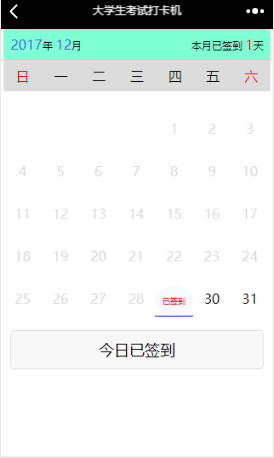 大学生考试打卡机
2017年 12月 本月已签到 1天
日 一 二 三 四 五 六
1 2 3
4 5 6 7 8 9 10
11 12 13 14 15 16 17
18 19 20 21 22 23 24
25 26 27 28 已签到 30 31
今日已签到